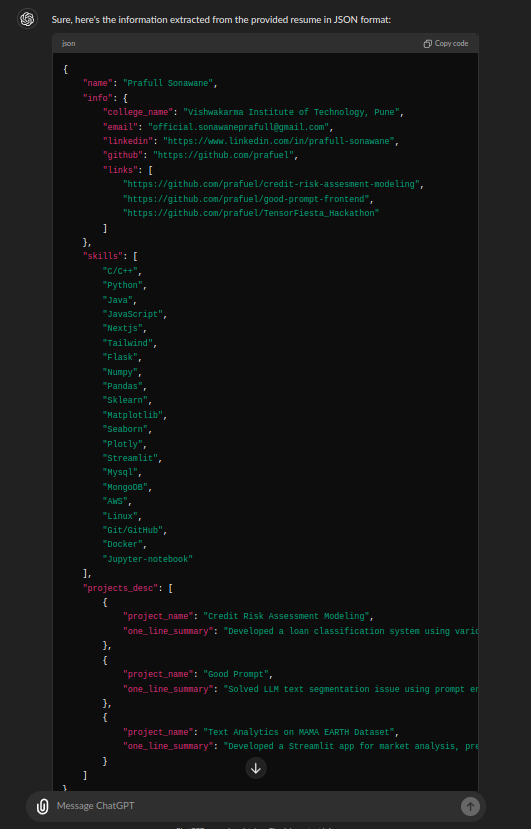 Sure, here's the information extracted from the provided resume in JSON format:
json
Copy code
{
"name": "Prafull Sonawane",
"info": {
"college_name": "Vishwakarma Institute of Technology, Pune",
"email": "official.sonawaneprafull@gmail.com",
"linkedin": "https://www.linkedin.com/in/prafull-sonawane",
"github": "https://github.com/prafuel",
"links": [
"https://github.com/prafuel/credit-risk-assesment-modeling",
"https://github.com/prafuel/good-prompt-frontend",
"https://github.com/prafuel/TensorFiesta_Hackathon"
]
},
"skills": [
"C/C++",
"Python",
"Java",
"JavaScript",
"Nextjs",
"Tailwind",
"Flask",
"Numpy",
"Pandas",
"Sklearn",
"Matplotlib",
"Seaborn",
"Plotly",
"Streamlit",
"Mysql",
"MongoDB",
"AWS",
"Linux",
"Git/GitHub",
"Docker",
"Jupyter-notebook"
],
"projects_desc": [
{
"project_name": "Credit Risk Assessment Modeling",
"one_line_summary": "Developed a loan classification system using vario
},
{
"project_name": "Good Prompt",
"one_line_summary": "Solved LLM text segmentation issue using prompt en
},
{
"project_name": "Text Analytics on MAMA EARTH Dataset",
"one_line_summary": "Developed a Streamlit app for market analysis, pre
}
]
}
Message ChatGPT